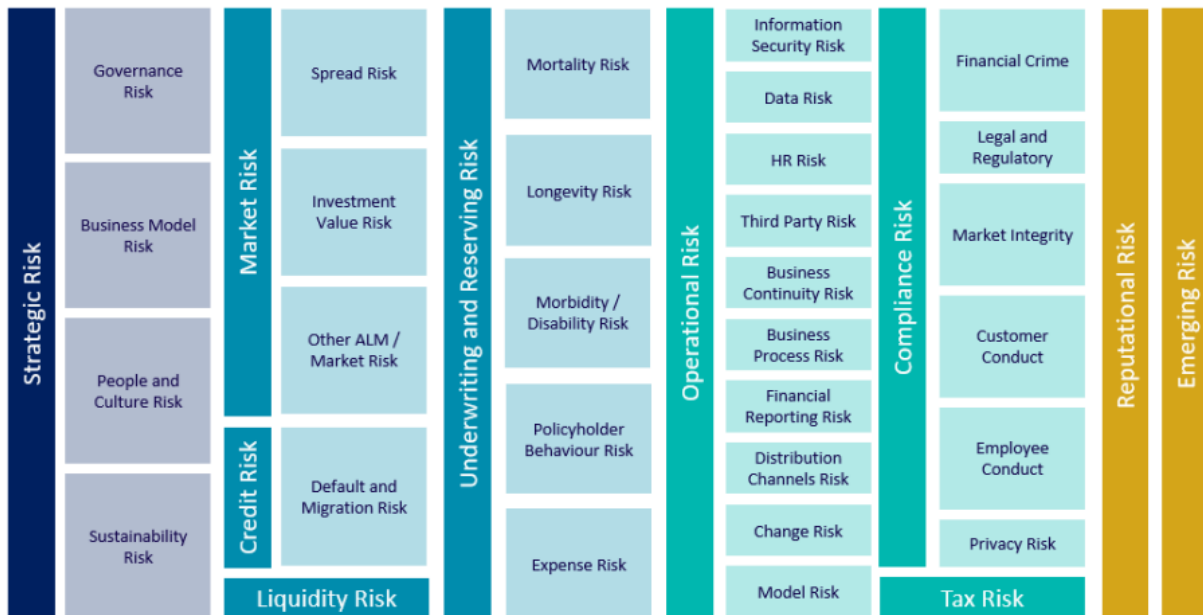 Strategic Risk
Governance
Risk
Business Model
Risk
People and
Culture Risk
Sustainability
Risk
Market Risk
Spread Risk
Investment
Value Risk
Other ALM /
Market Risk
Credit Risk
Default and
Migration Risk
Liquidity Risk
Underwriting and Reserving Risk
Mortality Risk
Longevity Risk
Morbidity /
Disability Risk
Policyholder
Behaviour Risk
Expense Risk
Operational Risk
Information
Security Risk
Data Risk
HR Risk
Third Party Risk
Business
Continuity Risk
Business
Process Risk
Financial
Reporting Risk
Distribution
Channels Risk
Change Risk
Model Risk
Compliance Risk
Financial Crime
Legal and
Regulatory
Market Integrity
Customer
Conduct
Employee
Conduct
Privacy Risk
Tax Risk
Reputational Risk
Emerging Risk